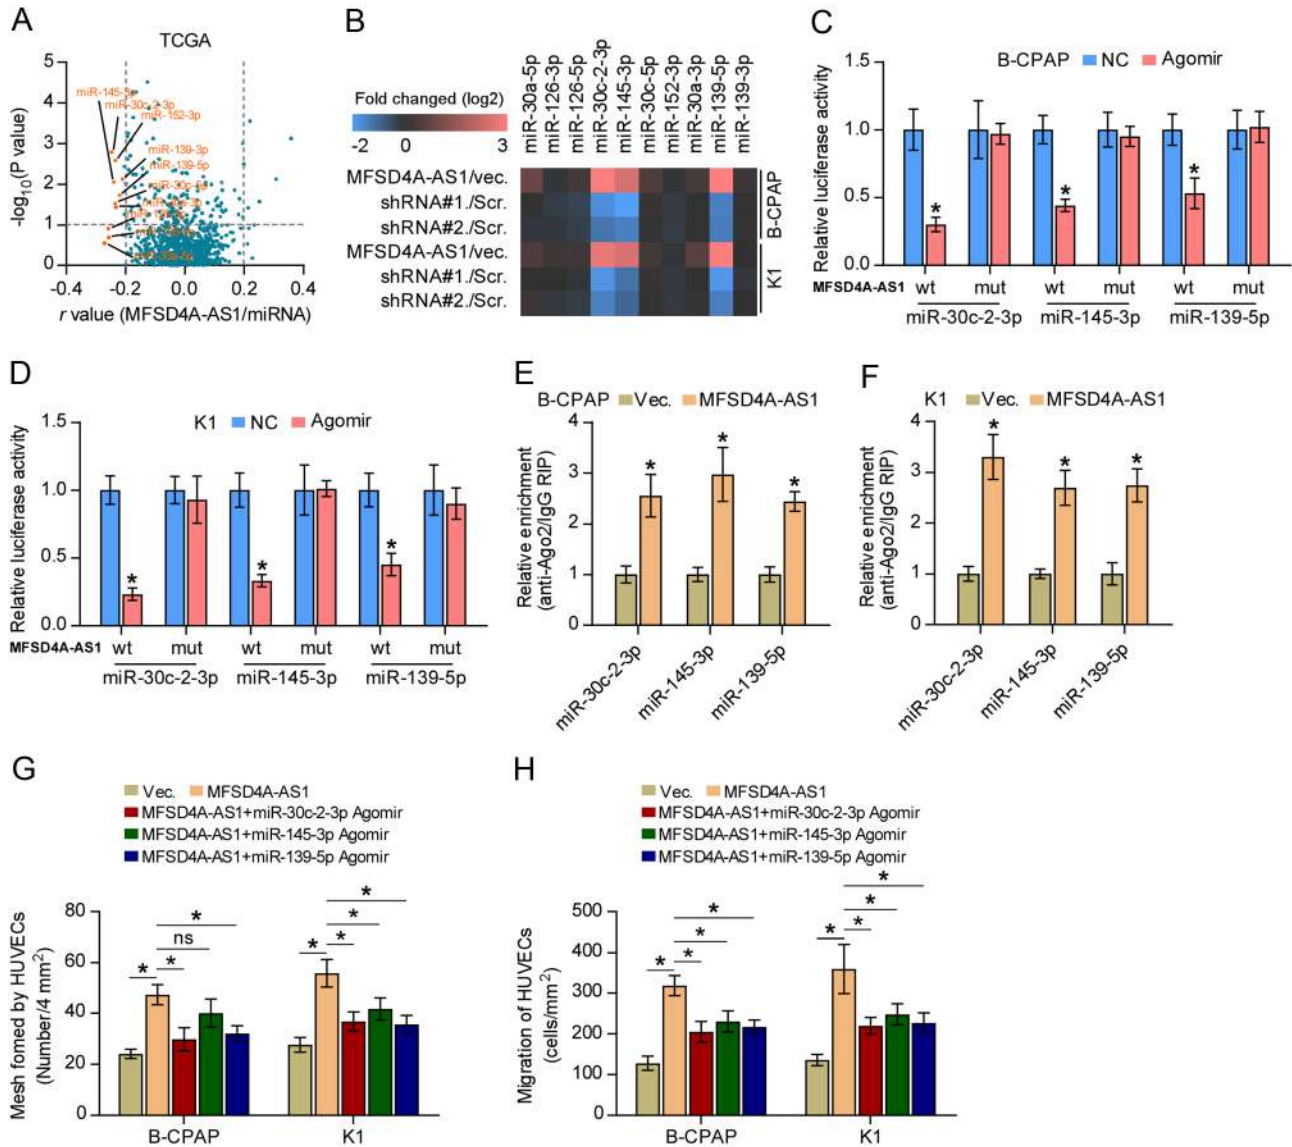 A
TCGA
-log10(P value)
5
4
3
2
1
0
-0.4
-0.2
0.0
0.2
0.4
r value (MFSD4A-AS1/miRNA)
miR-145-3p
miR-30c-2-3p
miR-152-3p
miR-139-3p
miR-139-5p
B
Fold changed (log2)
-2
3
miR-30a-5p
miR-126-3p
miR-126-5p
miR-30c-2-3p
miR-145-3p
miR-30c-5p
miR-152-3p
miR-30a-3p
miR-139-5p
miR-139-3p
MFSD4A-AS1/vec.
shRNA#1./Scr.
shRNA#2./Scr.
MFSD4A-AS1/vec.
shRNA#1./Scr.
shRNA#2./Scr.
B-CPAP
K1
C
B-CPAP NC Agomir
Relative luciferase activity
1.5
1.0
0.5
0.0
* * *
MFSD4A-AS1 wt mut wt mut wt mut
miR-30c-2-3p miR-145-3p miR-139-5p
D
K1 NC Agomir
Relative luciferase activity
1.5
1.0
0.5
0.0
* * *
MFSD4A-AS1 wt mut wt mut wt mut
miR-30c-2-3p miR-145-3p miR-139-5p
E
B-CPAP Vec. MFSD4A-AS1
Relative enrichment
(anti-Ago2/IgG RIP)
4
3
2
1
0
* * *
miR-30c-2-3p
miR-145-3p
miR-139-5p
F
K1 Vec. MFSD4A-AS1
Relative enrichment
(anti-Ago2/IgG RIP)
4
3
2
1
0
* * *
miR-30c-2-3p
miR-145-3p
miR-139-5p
G
Vec. MFSD4A-AS1
MFSD4A-AS1+miR-30c-2-3p Agomir
MFSD4A-AS1+miR-145-3p Agomir
MFSD4A-AS1+miR-139-5p Agomir
Mesh fomed by HUVECs
(Number/4 mm2)
80
60
40
20
0
* * ns *
* * * *
B-CPAP K1
H
Vec. MFSD4A-AS1
MFSD4A-AS1+miR-30c-2-3p Agomir
MFSD4A-AS1+miR-145-3p Agomir
MFSD4A-AS1+miR-139-5p Agomir
Migration of HUVECs
(cells/mm2)
500
400
300
200
100
0
* * * *
* * * *
B-CPAP K1